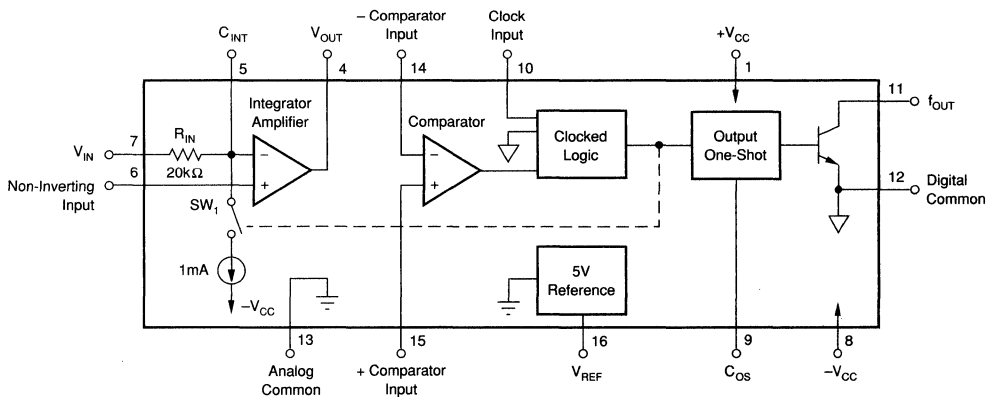 C_INT
5
V_OUT
4
– Comparator
Input
14
Clock
Input
10
+V_CC
1
Integrator
Amplifier
Comparator
Clocked
Logic
Output
One-Shot
11
f_OUT
V_IN
7
R_IN
20kΩ
–
+
–
+
Non-Inverting
Input
6
12
Digital
Common
SW_1
1mA
–V_CC
5V
Reference
13
Analog
Common
15
+ Comparator
Input
16
V_REF
9
C_OS
8
–V_CC